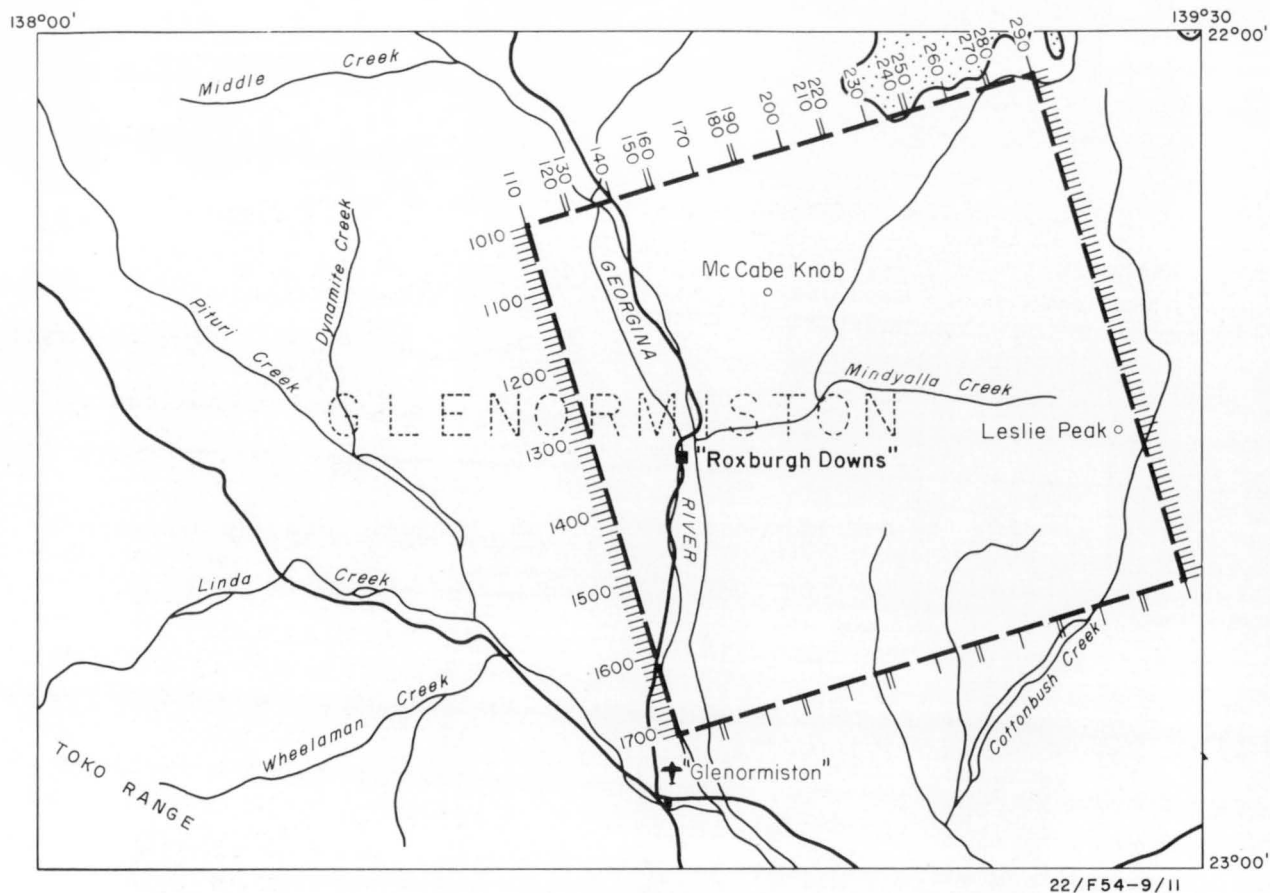 138°00'
139°30'
22°00'
Middle Creek
110
120
130
140
150
160
170
180
190
200
210
220
230
240
250
260
270
280
290
1010
1100
1200
1300
1400
1500
1600
1700
Dynamite Creek
Pituri Creek
GEORGINA RIVER
McCabe Knob
Mindyalla Creek
GLENORMISTON
Leslie Peak
"Roxburgh Downs"
Linda Creek
Wheelaman Creek
TOKO RANGE
Cottonbush Creek
"Glenormiston"
23°00'
22/F54-9/11